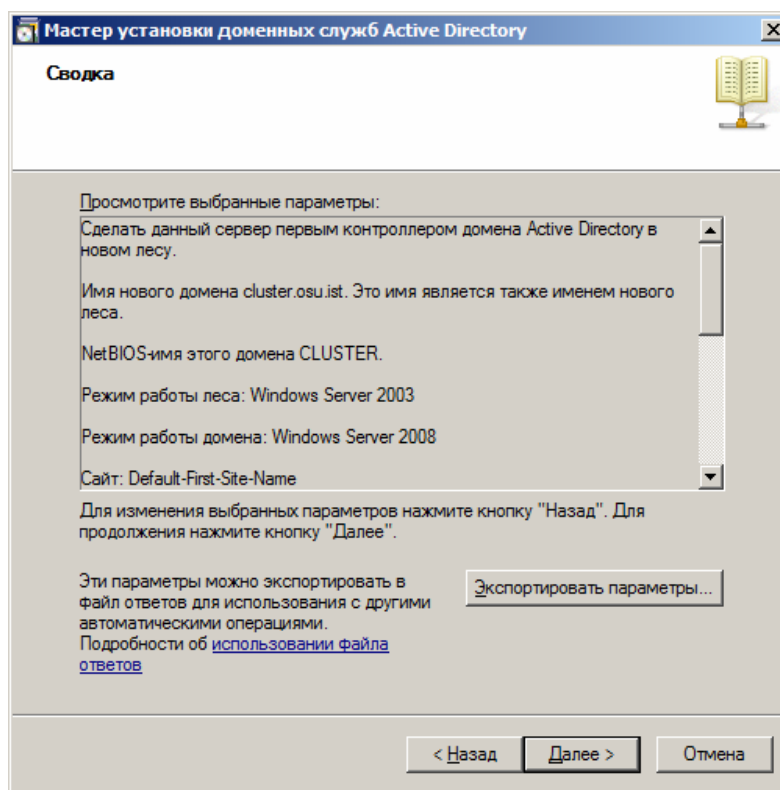 Мастер установки доменных служб Active Directory
Сводка
Просмотрите выбранные параметры:
Сделать данный сервер первым контроллером домена Active Directory в
новом лесу.
Имя нового домена cluster.osu.ist. Это имя является также именем нового
леса.
NetBIOS-имя этого домена CLUSTER.
Режим работы леса: Windows Server 2003
Режим работы домена: Windows Server 2008
Сайт: Default-First-Site-Name
Для изменения выбранных параметров нажмите кнопку "Назад". Для
продолжения нажмите кнопку "Далее".
Эти параметры можно экспортировать в
файл ответов для использования с другими
автоматическими операциями.
Подробности об использовании файла
ответов
Экспортировать параметры...
< Назад
Далее >
Отмена